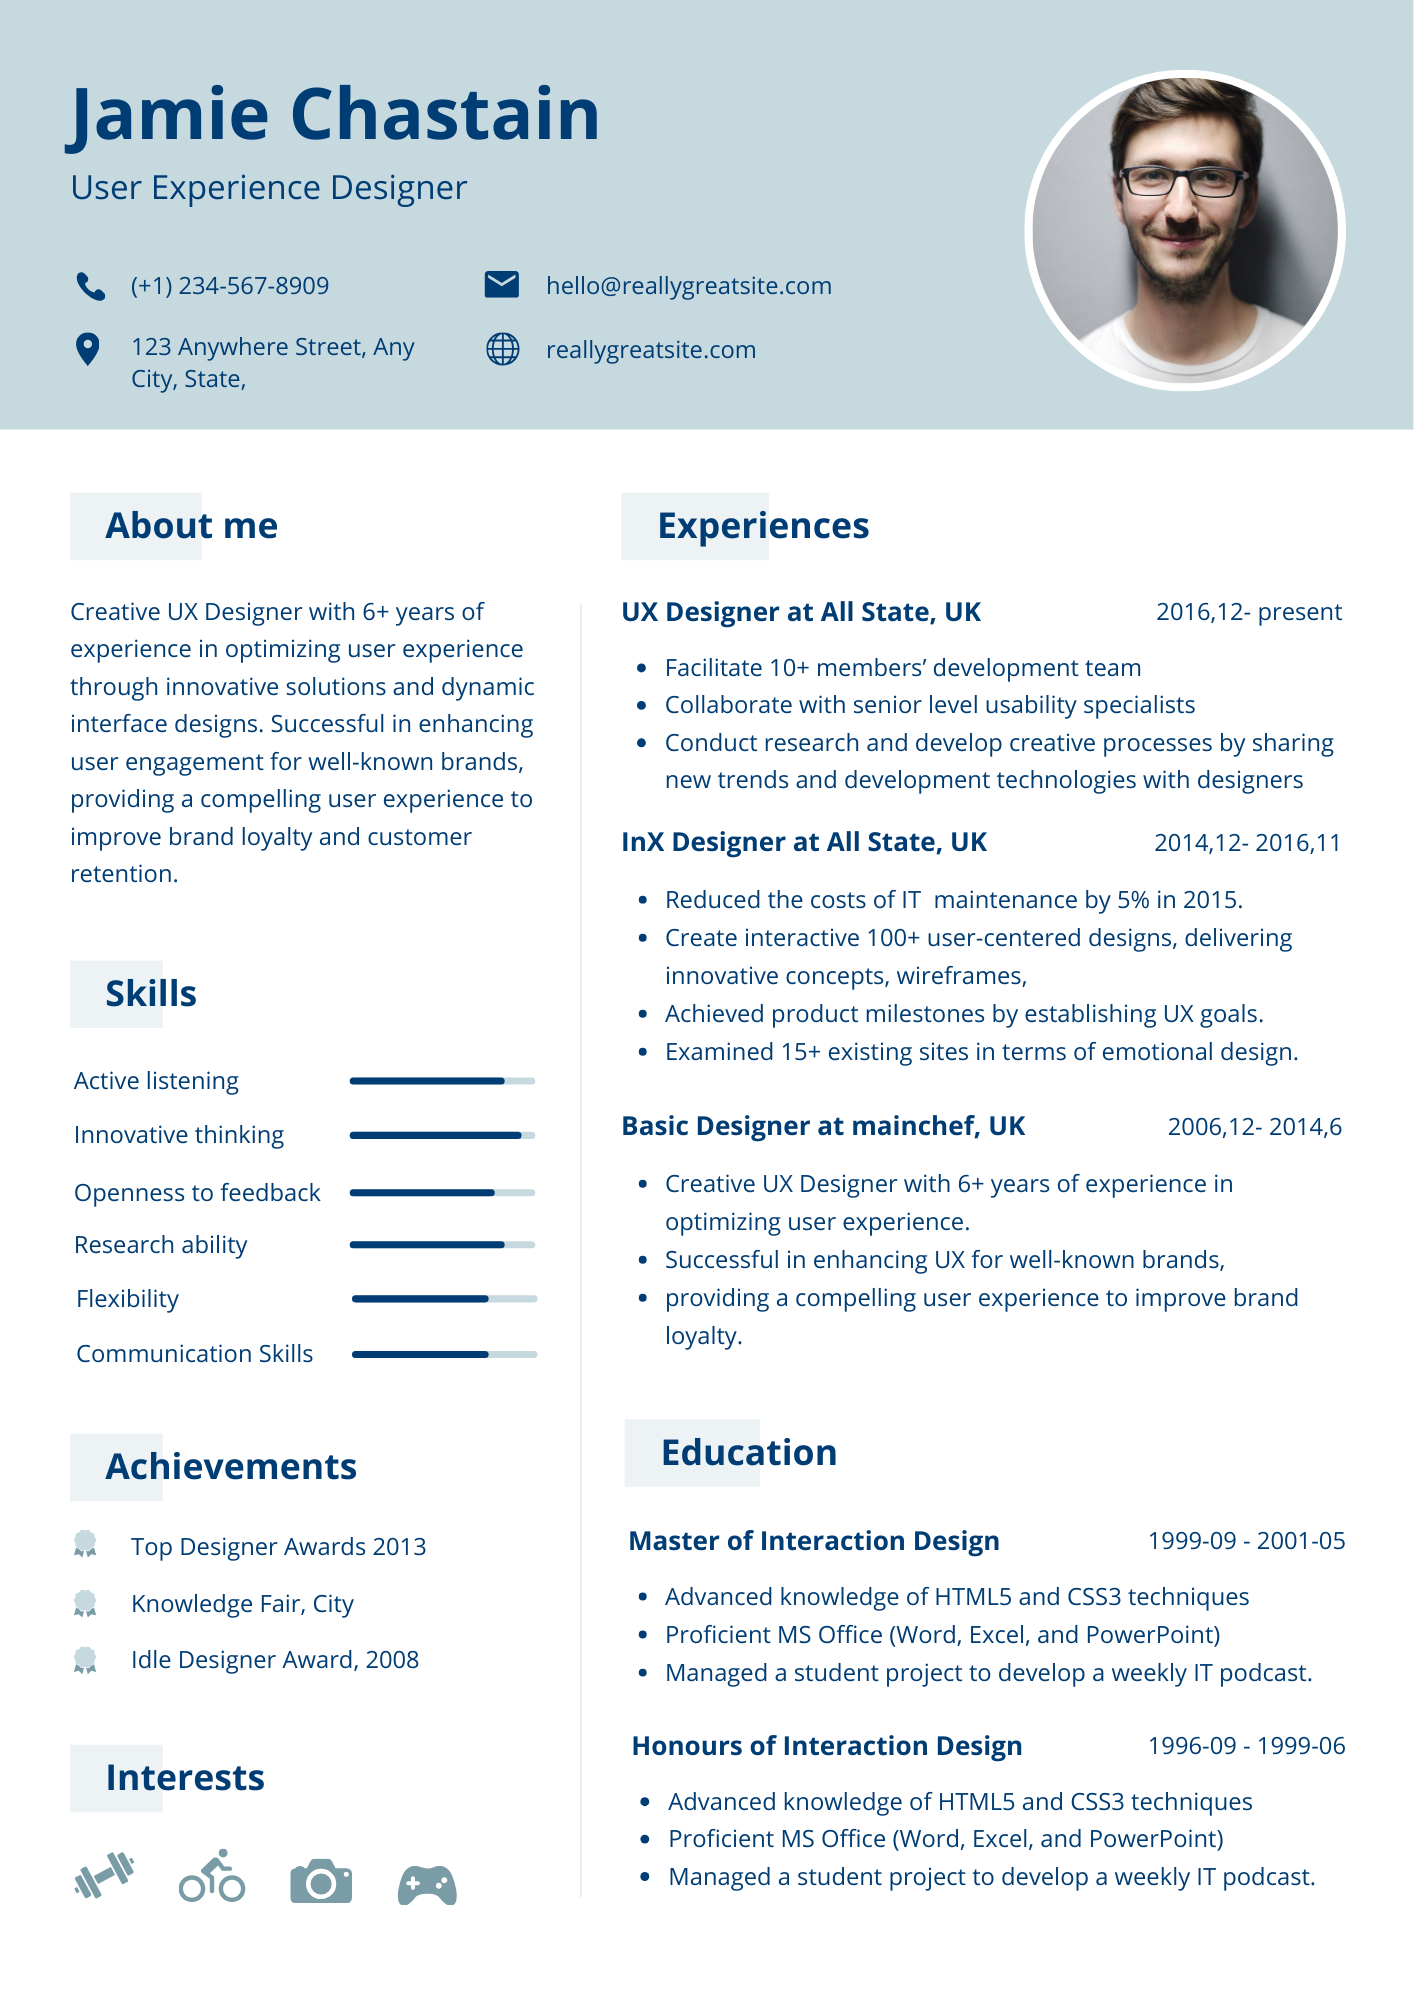 Jamie Chastain
User Experience Designer
(+1) 234-567-8909
hello@reallygreatsite.com
123 Anywhere Street, Any
City, State,
reallygreatsite.com
About me
Creative UX Designer with 6+ years of
experience in optimizing user experience
through innovative solutions and dynamic
interface designs. Successful in enhancing
user engagement for well-known brands,
providing a compelling user experience to
improve brand loyalty and customer
retention.
Skills
Active listening
Innovative thinking
Openness to feedback
Research ability
Flexibility
Communication Skills
Achievements
Top Designer Awards 2013
Knowledge Fair, City
Idle Designer Award, 2008
Interests
Experiences
UX Designer at All State, UK 2016,12- present
• Facilitate 10+ members’ development team
• Collaborate with senior level usability specialists
• Conduct research and develop creative processes by sharing
new trends and development technologies with designers
InX Designer at All State, UK 2014,12- 2016,11
• Reduced the costs of IT  maintenance by 5% in 2015.
• Create interactive 100+ user-centered designs, delivering
innovative concepts, wireframes,
• Achieved product milestones by establishing UX goals.
• Examined 15+ existing sites in terms of emotional design.
Basic Designer at mainchef, UK 2006,12- 2014,6
• Creative UX Designer with 6+ years of experience in
optimizing user experience.
• Successful in enhancing UX for well-known brands,
• providing a compelling user experience to improve brand
loyalty.
Education
Master of Interaction Design 1999-09 - 2001-05
• Advanced knowledge of HTML5 and CSS3 techniques
• Proficient MS Office (Word, Excel, and PowerPoint)
• Managed a student project to develop a weekly IT podcast.
Honours of Interaction Design 1996-09 - 1999-06
• Advanced knowledge of HTML5 and CSS3 techniques
• Proficient MS Office (Word, Excel, and PowerPoint)
• Managed a student project to develop a weekly IT podcast.